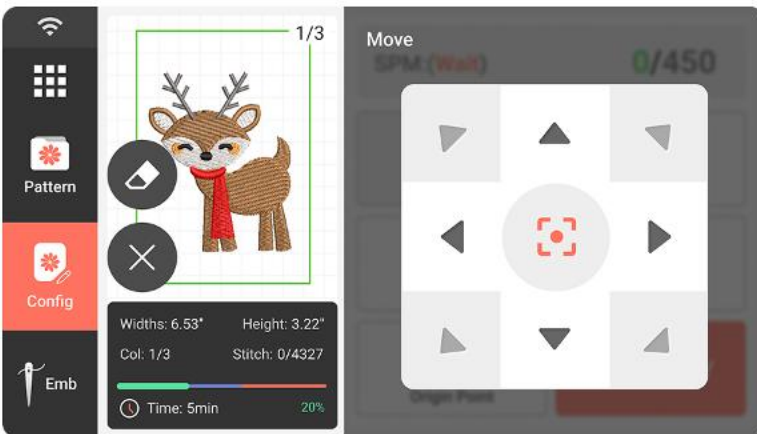 Pattern
Config
Emb
1/3
Widths: 6.53" Height: 3.22"
Col: 1/3 Stitch: 0/4327
Time: 5min 20%
Move
SPM:(Wait) 0/450
Origin Point